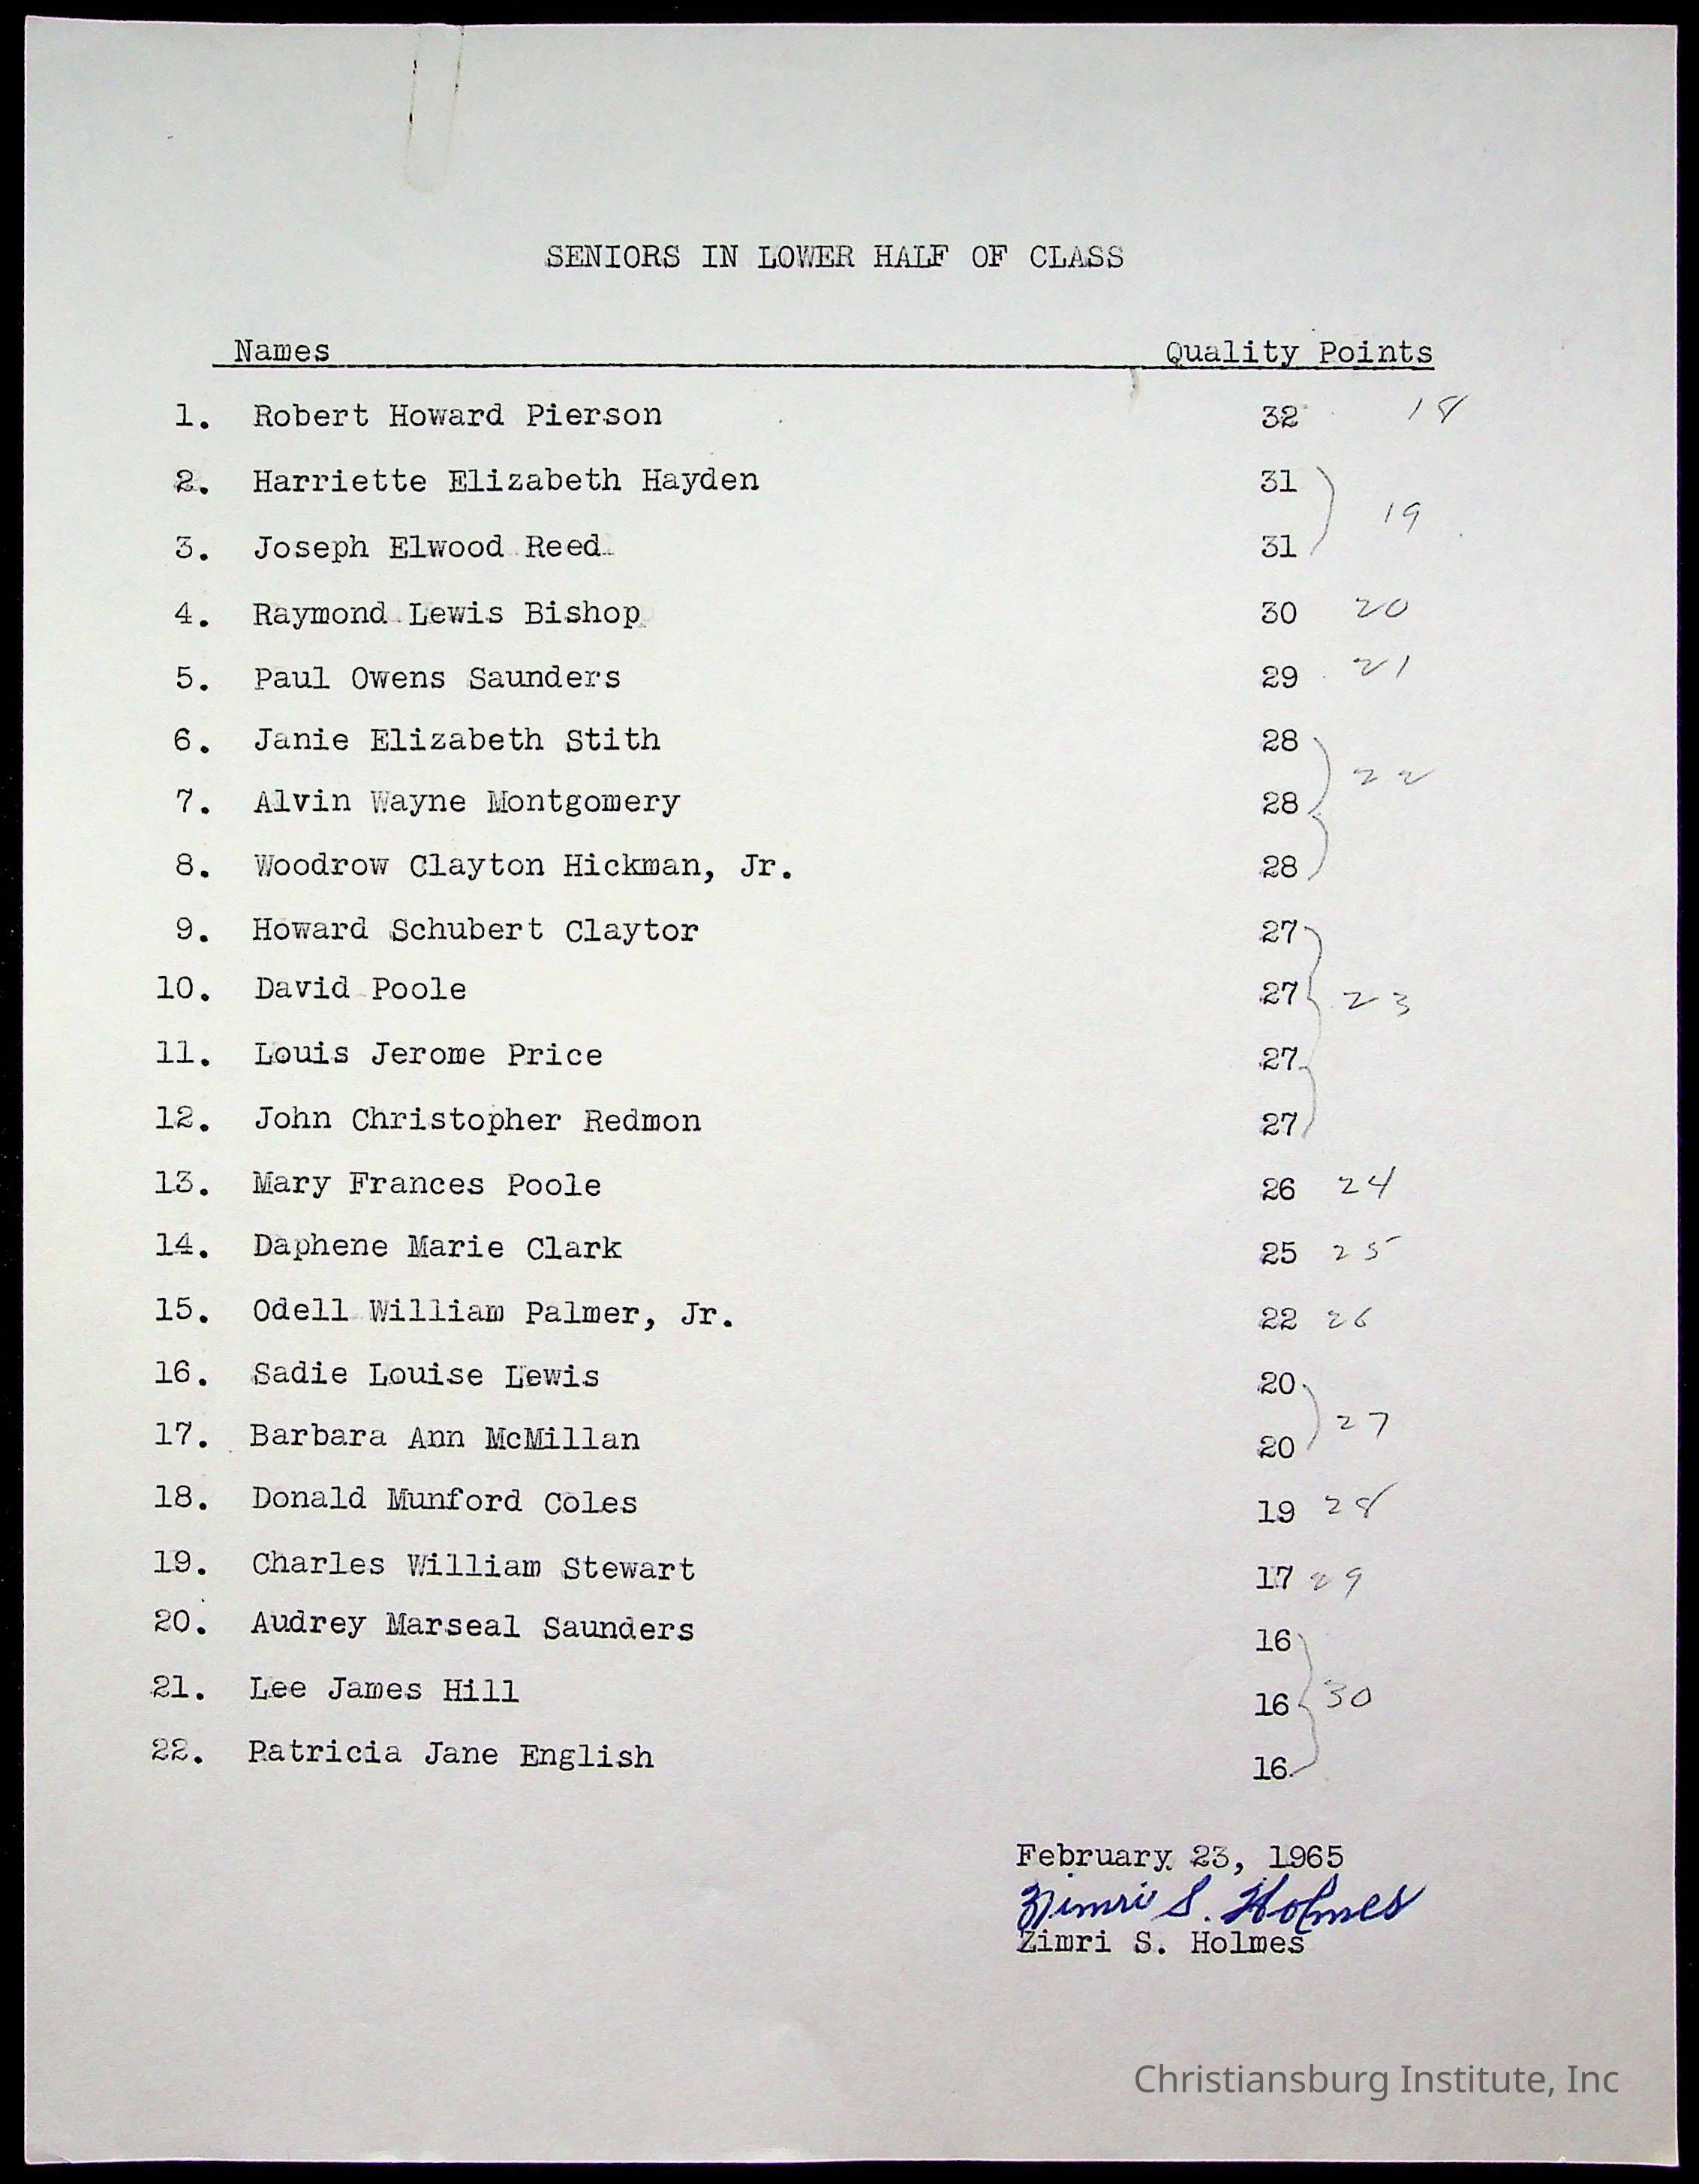 SENIORS IN LOWER HALF OF CLASS
Names Quality Points
1. Robert Howard Pierson 32 18
2. Harriette Elizabeth Hayden 31
19
3. Joseph Elwood Reed 31
4. Raymond Lewis Bishop 30 20
5. Paul Owens Saunders 29 21
6. Janie Elizabeth Stith 28
22
7. Alvin Wayne Montgomery 28
8. Woodrow Clayton Hickman, Jr. 28
9. Howard Schubert Claytor 27
10. David Poole 27 23
11. Louis Jerome Price 27
12. John Christopher Redmon 27
13. Mary Frances Poole 26 24
14. Daphene Marie Clark 25 25
15. Odell William Palmer, Jr. 22 26
16. Sadie Louise Lewis 20
27
17. Barbara Ann McMillan 20
18. Donald Munford Coles 19 28
19. Charles William Stewart 17 29
20. Audrey Marseal Saunders 16
21. Lee James Hill 16 30
22. Patricia Jane English 16
February 23, 1965
Zimri S. Holmes
Zimri S. Holmes
Christiansburg Institute, Inc